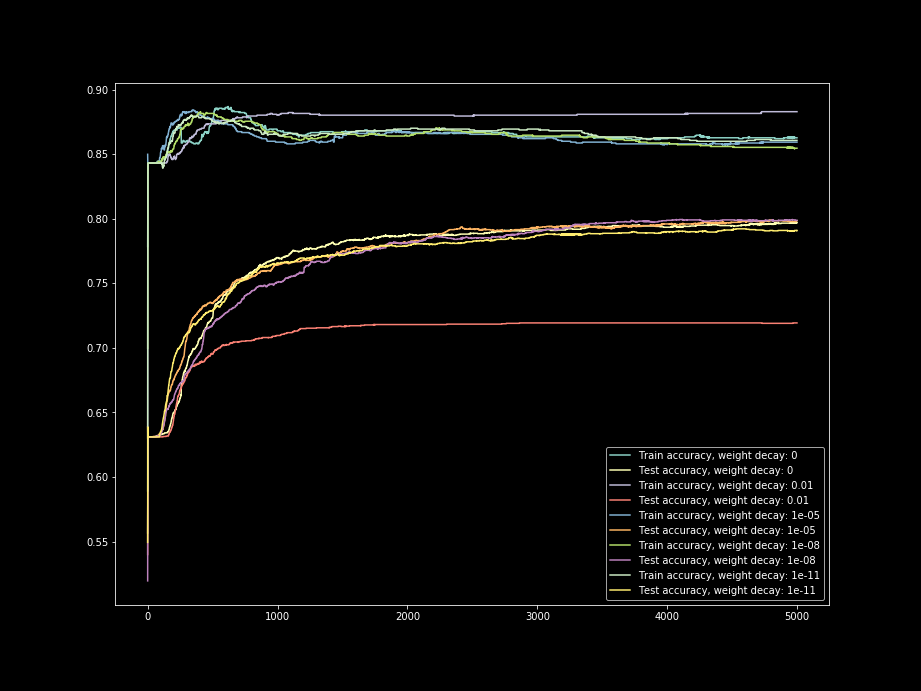 0.90
0.85
0.80
0.75
0.70
0.65
0.60
0.55
Train accuracy, weight decay: 0
Test accuracy, weight decay: 0
Train accuracy, weight decay: 0.01
Test accuracy, weight decay: 0.01
Train accuracy, weight decay: 1e-05
Test accuracy, weight decay: 1e-05
Train accuracy, weight decay: 1e-08
Test accuracy, weight decay: 1e-08
Train accuracy, weight decay: 1e-11
Test accuracy, weight decay: 1e-11
0 1000 2000 3000 4000 5000